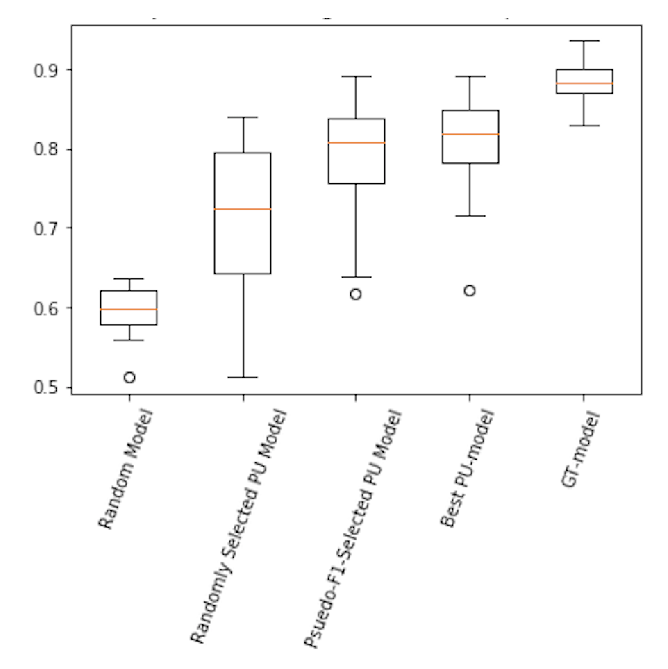 0.9
0.8
0.7
0.6
0.5
Random Model
Randomly Selected PU Model
Psuedo-F1-Selected PU Model
Best PU-model
GT-model